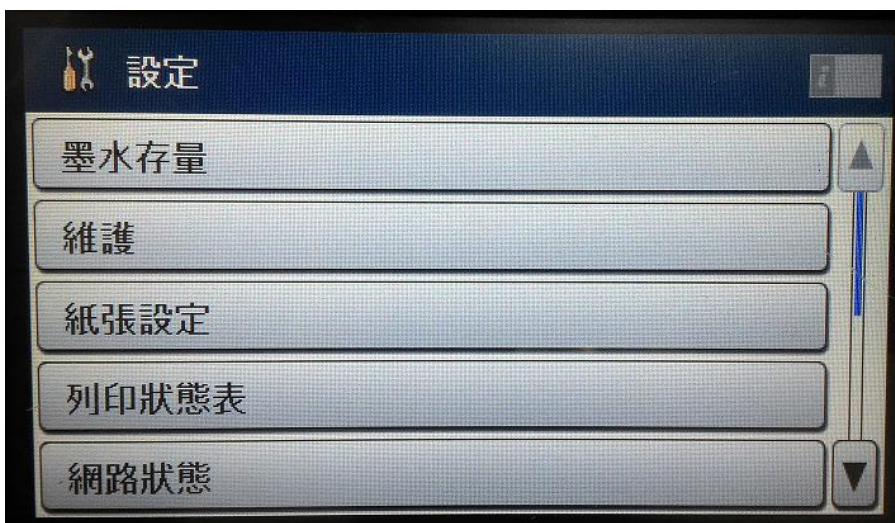 設定
墨水存量
維護
紙張設定
列印狀態表
網路狀態